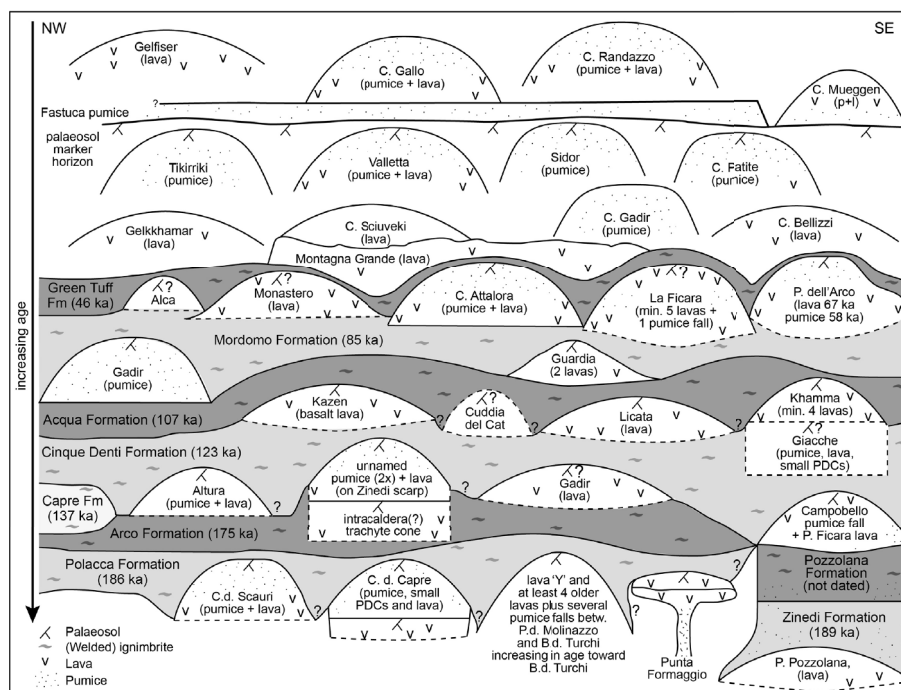 NW
SE
Gelfiser
(lava)
C. Gallo
(pumice + lava)
C. Randazzo
(pumice + lava)
C. Mueggen
(p+l)
?
Fastuca pumice
palaeosol
marker
horizon
Tikirriki
(pumice)
Valletta
(pumice + lava)
Sidor
(pumice)
C. Fatite
(pumice)
Gelkkhamar
(lava)
C. Sciuveki
(lava)
C. Gadir
(pumice)
C. Bellizzi
(lava)
Montagna Grande (lava)
Green Tuff
Fm (46 ka)
?
Alca
?
Monastero
(lava)
C. Attalora
(pumice + lava)
?
La Ficara
(min. 5 lavas +
1 pumice fall)
P. dell'Arco
(lava 67 ka
pumice 58 ka)
Mordomo Formation (85 ka)
Gadir
(pumice)
Guardia
(2 lavas)
Acqua Formation (107 ka)
Kazen
(basalt lava)
?
?
Cuddia
del Cat
?
Licata
(lava)
?
Khamma
(min. 4 lavas)
?
Giacche
(pumice, lava,
small PDCs)
Cinque Denti Formation (123 ka)
Capre Fm
(137 ka)
Altura
(pumice + lava)
?
unnamed
pumice (2x) + lava
(on Zinedi scarp)
intracaldera(?)
trachyte cone
?
?
Gadir
(lava)
Campobello
pumice fall
+ P. Ficara lava
Arco Formation (175 ka)
Polacca Formation
(186 ka)
C.d. Scauri
(pumice + lava)
?
C. d. Capre
(pumice, small
PDCs and lava)
?
lava 'Y' and
at least 4 older
lavas plus several
pumice falls betw.
P.d. Molinazzo
and B.d. Turchi
increasing in age toward
B.d. Turchi
?
?
Punta
Formaggio
Pozzolana
Formation
(not dated)
Zinedi Formation
(189 ka)
P. Pozzolana,
(lava)
increasing age
Palaeosol
(Welded) ignimbrite
Lava
Pumice